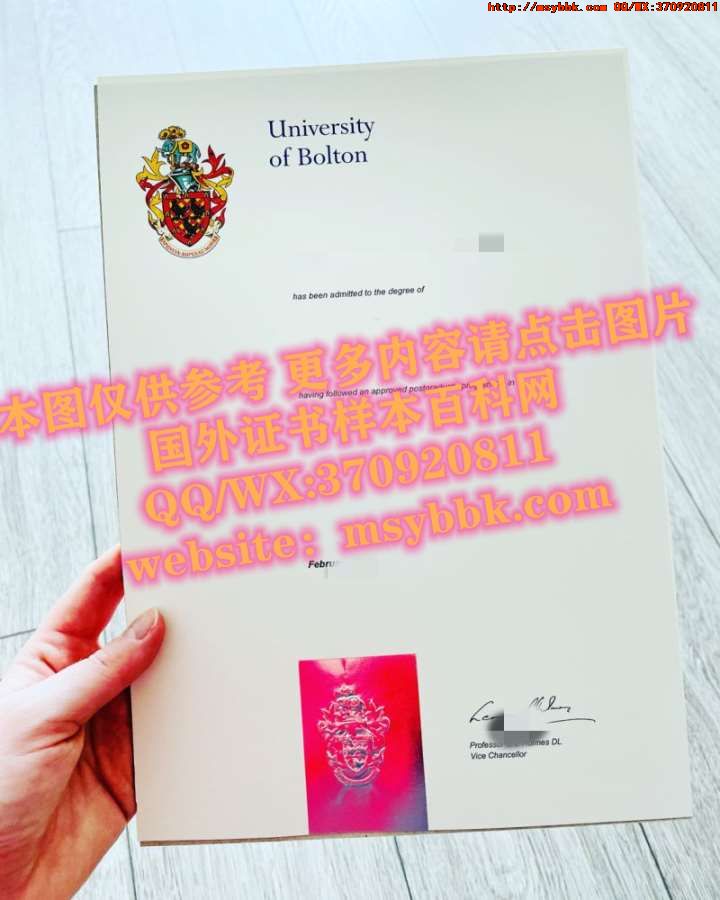 http://msybbk.com QQ/WX:370920811
University
of Bolton
has been admitted to the degree of
本图仅供参考 更多内容请点击图片
having followed an approved in
国外证书样本百科网
QQ/WX:370920811
website：msybbk.com
Professor DL
Vice Chancellor